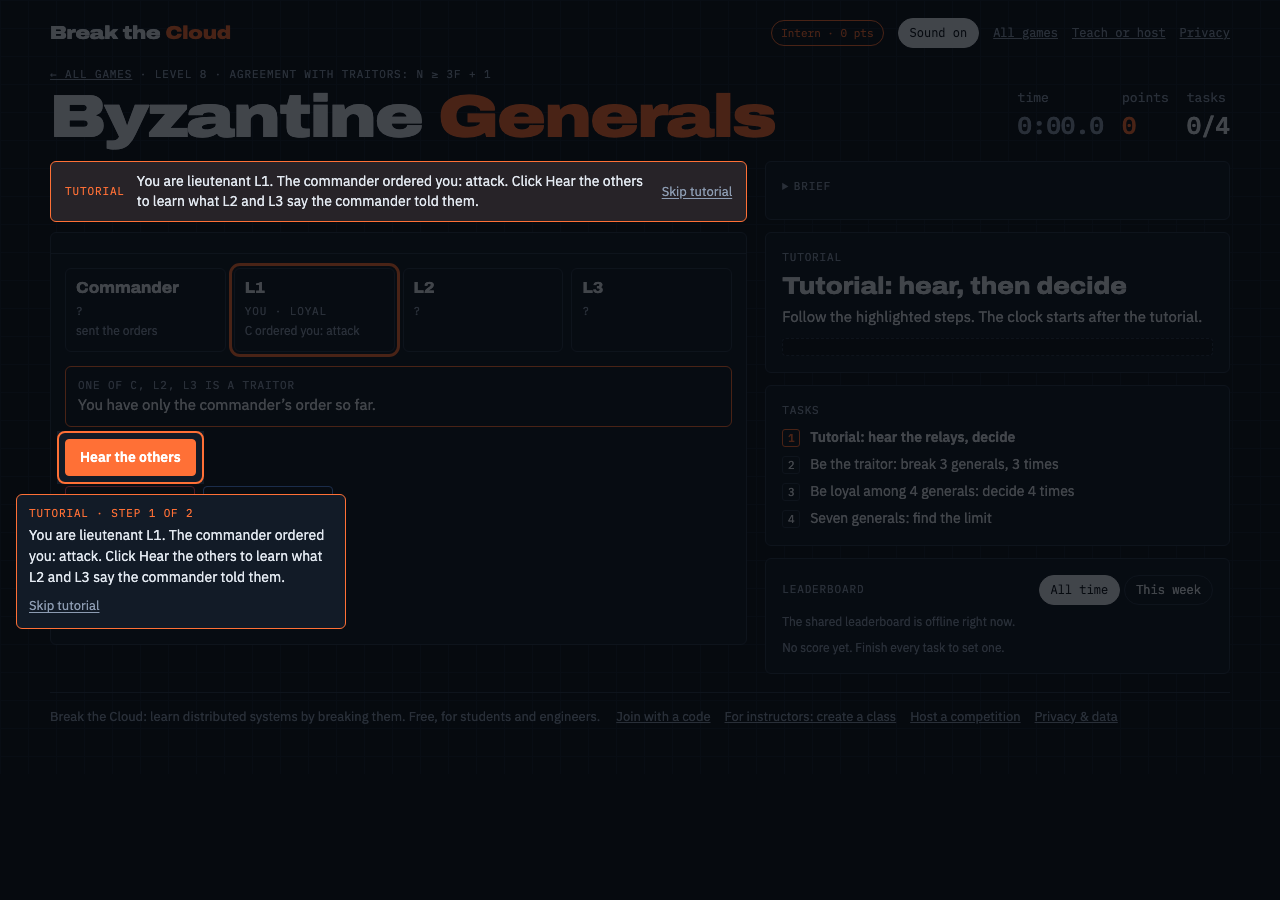 Break the Cloud
Intern · 0 pts
Sound on
All games
Teach or host
Privacy
← ALL GAMES · LEVEL 8 · AGREEMENT WITH TRAITORS: N ≥ 3F + 1
Byzantine Generals
time
points
tasks
0:00.0
0
0/4
TUTORIAL
You are lieutenant L1. The commander ordered you: attack. Click Hear the others
to learn what L2 and L3 say the commander told them.
Skip tutorial
Commander
?
sent the orders
L1
YOU · LOYAL
C ordered you: attack
L2
?
L3
?
ONE OF C, L2, L3 IS A TRAITOR
You have only the commander’s order so far.
Hear the others
TUTORIAL · STEP 1 OF 2
You are lieutenant L1. The commander ordered
you: attack. Click Hear the others to learn what
L2 and L3 say the commander told them.
Skip tutorial
▶ BRIEF
TUTORIAL
Tutorial: hear, then decide
Follow the highlighted steps. The clock starts after the tutorial.
TASKS
1 Tutorial: hear the relays, decide
2 Be the traitor: break 3 generals, 3 times
3 Be loyal among 4 generals: decide 4 times
4 Seven generals: find the limit
LEADERBOARD
All time
This week
The shared leaderboard is offline right now.
No score yet. Finish every task to set one.
Break the Cloud: learn distributed systems by breaking them. Free, for students and engineers.
Join with a code
For instructors: create a class
Host a competition
Privacy & data